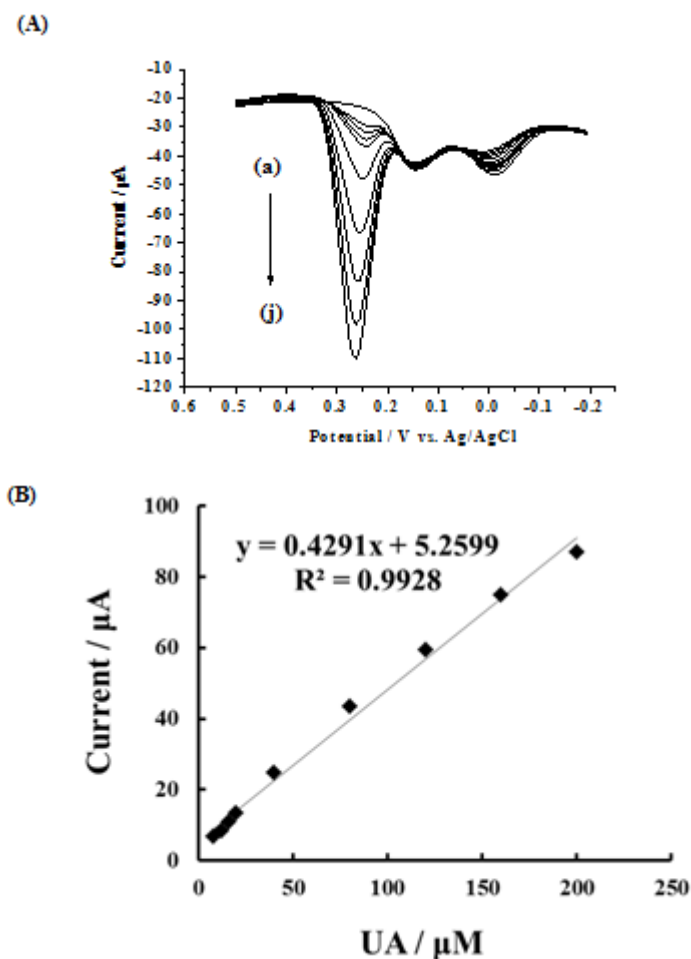 (A)
-10
-20
-30
-40
-50
-60
-70
-80
-90
-100
-110
-120
Current / µA
(a)
(j)
0.6 0.5 0.4 0.3 0.2 0.1 0.0 -0.1 -0.2
Potential / V vs. Ag/AgCl
(B)
100
80
60
40
20
0
Current / µA
y = 0.4291x + 5.2599
R² = 0.9928
0 50 100 150 200 250
UA / µM